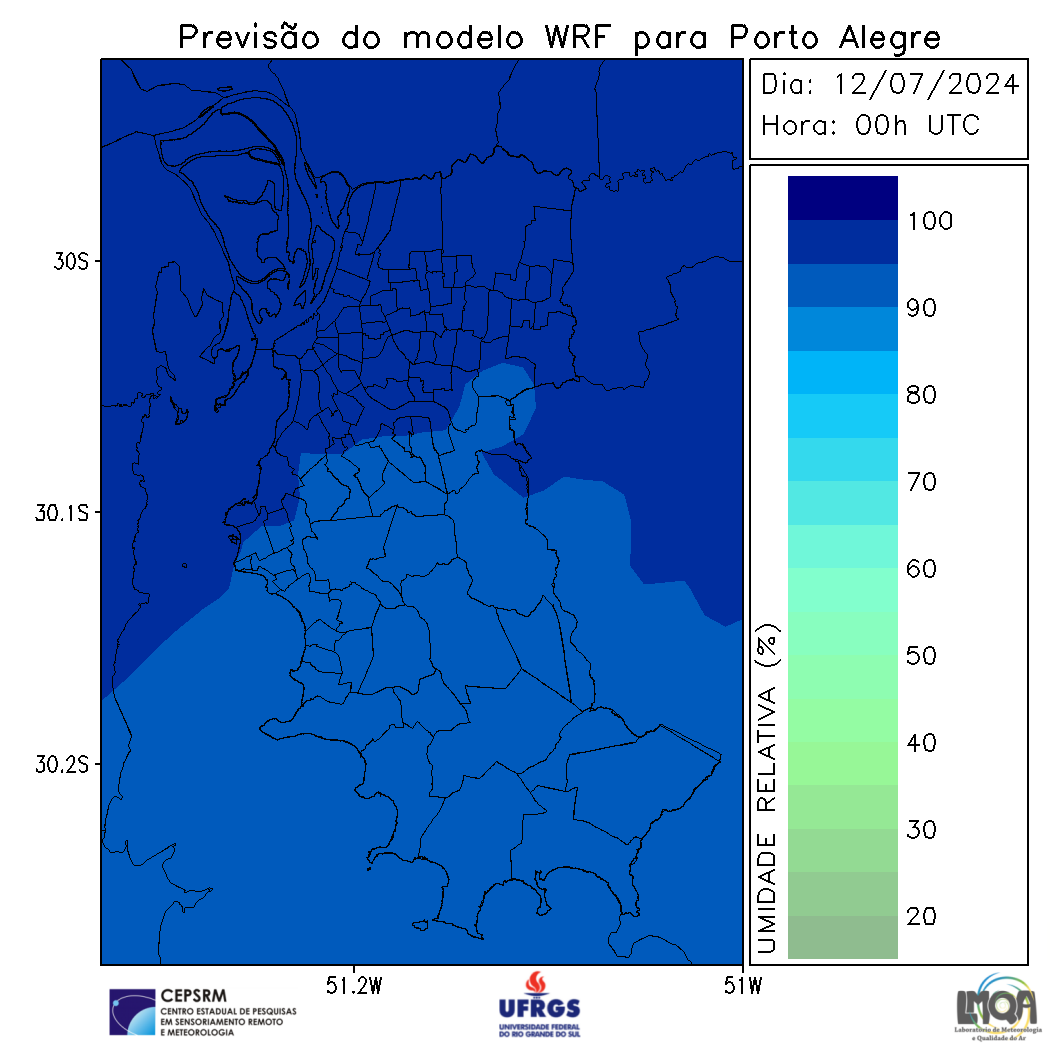 Previsão do modelo WRF para Porto Alegre
Dia: 12/07/2024
Hora: 00h UTC
100
90
80
70
60
50
40
30
20
UMIDADE RELATIVA (%)
30S
30.1S
30.2S
51.2W
51W
CEPSRM
CENTRO ESTADUAL DE PESQUISAS
EM SENSORIAMENTO REMOTO
E METEOROLOGIA
UFRGS
UNIVERSIDADE FEDERAL
DO RIO GRANDE DO SUL
LMQA
Laboratório de Meteorologia
e Qualidade do Ar